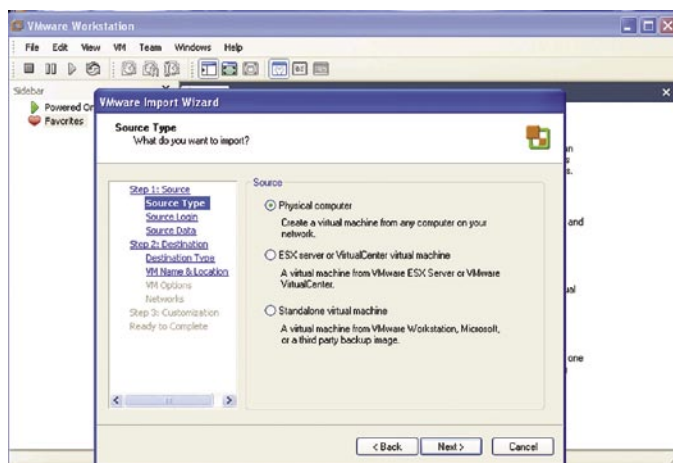 VMware Workstation
File Edit View VM Team Windows Help
Sidebar
Powered On
Favorites
VMware Import Wizard
Source Type
What do you want to import?
Step 1: Source
Source Type
Source Login
Source Data
Step 2: Destination
Destination Type
VM Name & Location
VM Options
Networks
Step 3: Customization
Ready to Complete
Source
Physical computer
Create a virtual machine from any computer on your
network.
ESX server or VirtualCenter virtual machine
A virtual machine from VMware ESX Server or VMware
VirtualCenter.
Standalone virtual machine
A virtual machine from VMware Workstation, Microsoft,
or a third party backup image.
and
one
< Back Next > Cancel